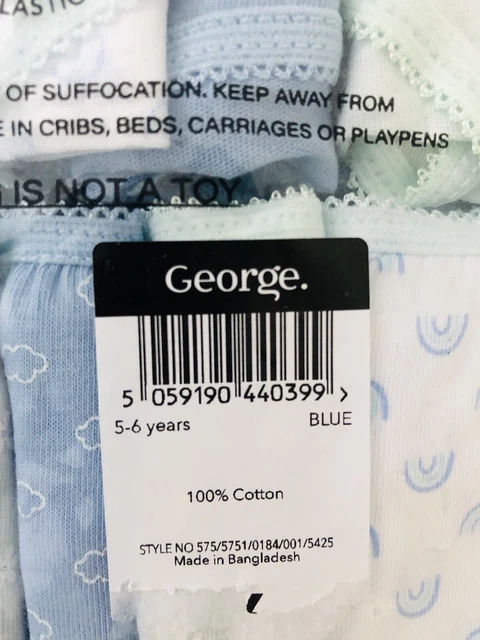 OF SUFFOCATION. KEEP AWAY FROM
IN CRIBS, BEDS, CARRIAGES OR PLAYPENS
IS NOT A TOY
George.
5 059190 440399 >
5-6 years BLUE
100% Cotton
STYLE NO 575/5751/0184/001/5425
Made in Bangladesh